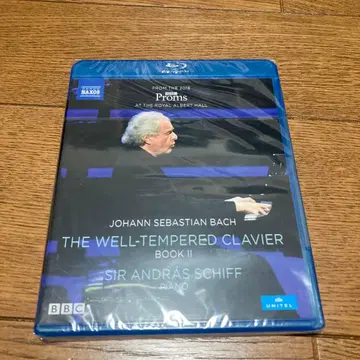 NAXOS
FROM THE 2018
BBC
Proms
AT THE ROYAL ALBERT HALL
JOHANN SEBASTIAN BACH
THE WELL-TEMPERED CLAVIER
BOOK II
SIR ANDRÁS SCHIFF
PIANO
BBC
UNITEL